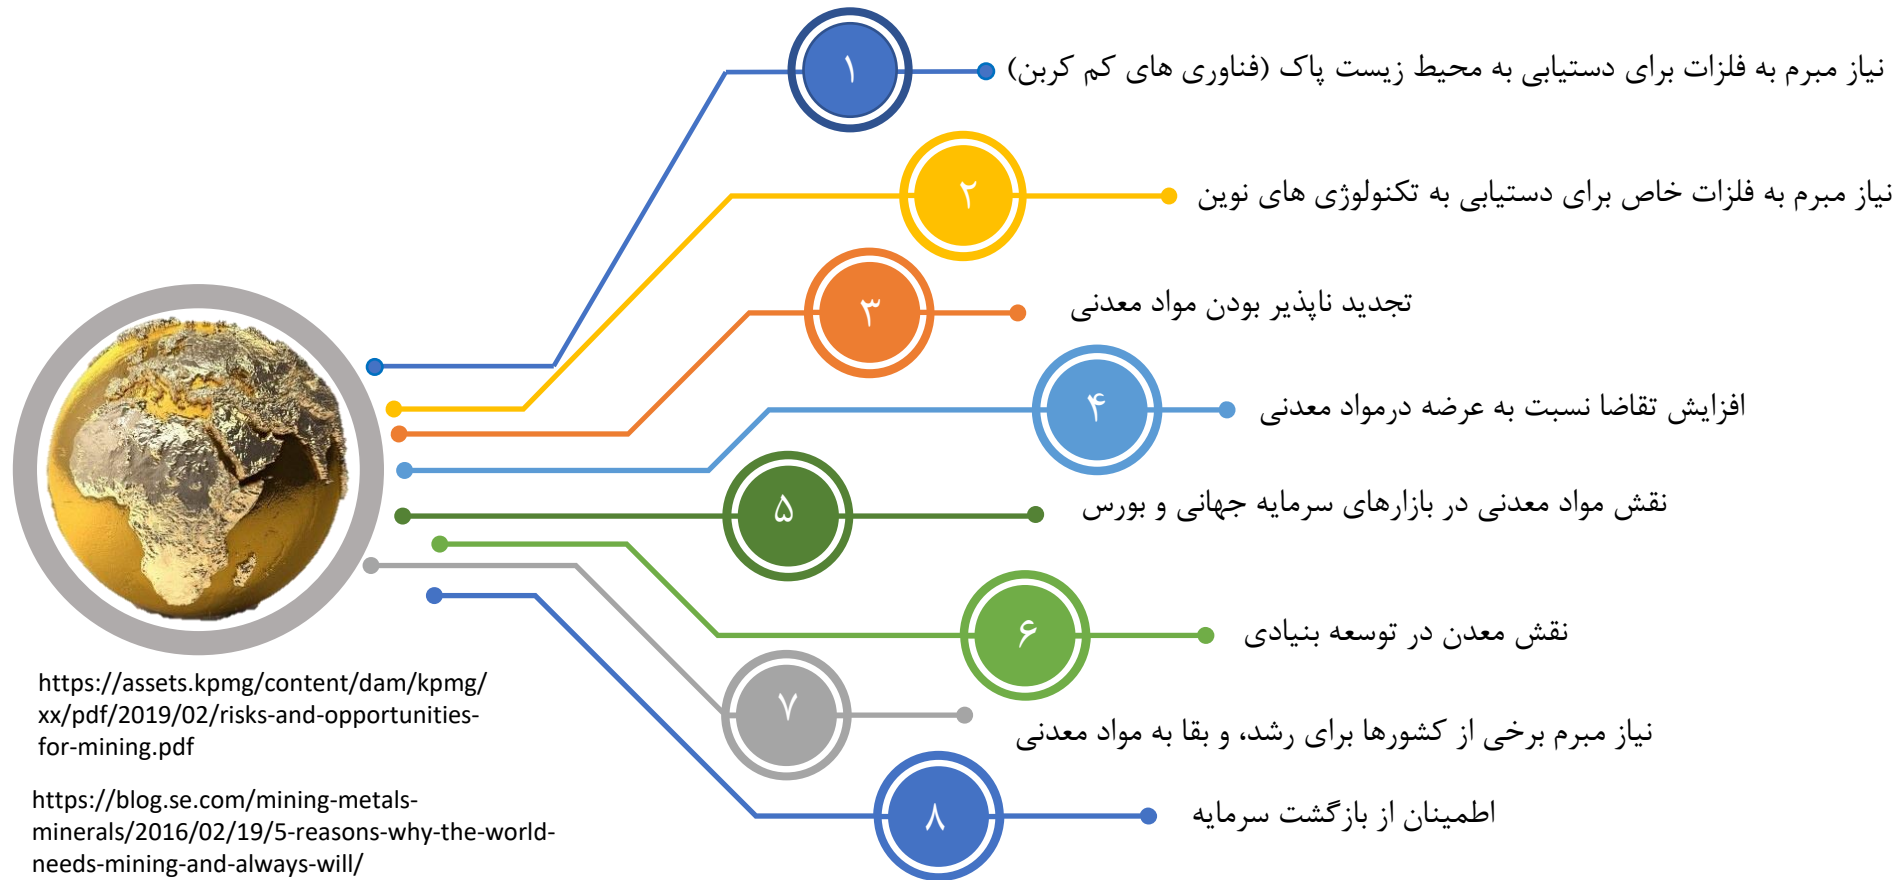 ۱
نیاز مبرم به فلزات برای دستیابی به محیط زیست پاک (فناوری های کم کربن)
۲
نیاز مبرم به فلزات خاص برای دستیابی به تکنولوژی های نوین
۳
تجدید ناپذیر بودن مواد معدنی
۴
افزایش تقاضا نسبت به عرضه درمواد معدنی
۵
نقش مواد معدنی در بازارهای سرمایه جهانی و بورس
۶
نقش معدن در توسعه بنیادی
۷
نیاز مبرم برخی از کشورها برای رشد، و بقا به مواد معدنی
۸
اطمینان از بازگشت سرمایه
https://assets.kpmg/content/dam/kpmg/
xx/pdf/2019/02/risks-and-opportunities-
for-mining.pdf
https://blog.se.com/mining-metals-
minerals/2016/02/19/5-reasons-why-the-world-
needs-mining-and-always-will/